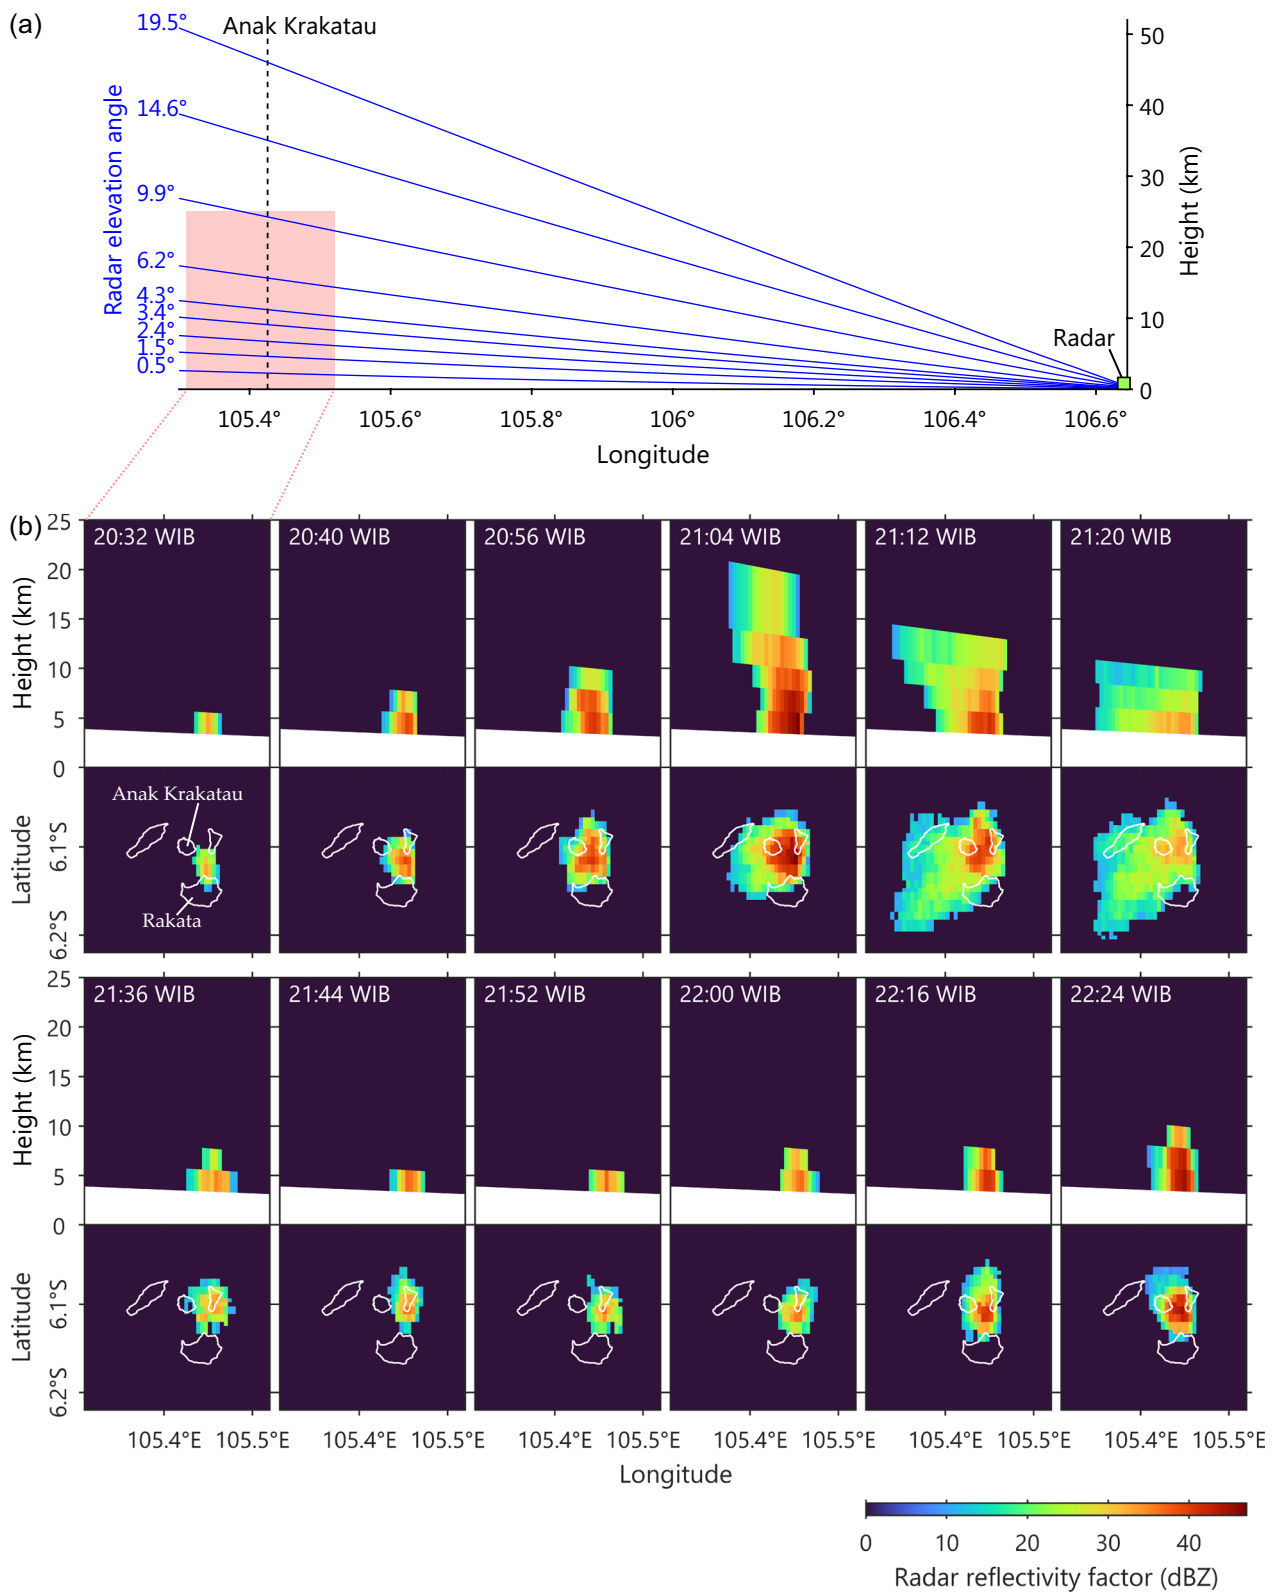 (a)
19.5°
Anak Krakatau
50
14.6°
40
9.9°
30
Radar elevation angle
Height (km)
6.2°
20
4.3°
3.4°
2.4°
1.5°
0.5°
10
Radar
0
105.4°
105.6°
105.8°
106°
106.2°
106.4°
106.6°
Longitude
(b)
25
20:32 WIB
20:40 WIB
20:56 WIB
21:04 WIB
21:12 WIB
21:20 WIB
20
15
10
5
0
Height (km)
Anak Krakatau
Rakata
6.1°S
6.2°S
Latitude
25
21:36 WIB
21:44 WIB
21:52 WIB
22:00 WIB
22:16 WIB
22:24 WIB
20
15
10
5
0
Height (km)
6.1°S
6.2°S
Latitude
105.4°E 105.5°E
105.4°E 105.5°E
105.4°E 105.5°E
105.4°E 105.5°E
105.4°E 105.5°E
105.4°E 105.5°E
Longitude
0 10 20 30 40
Radar reflectivity factor (dBZ)